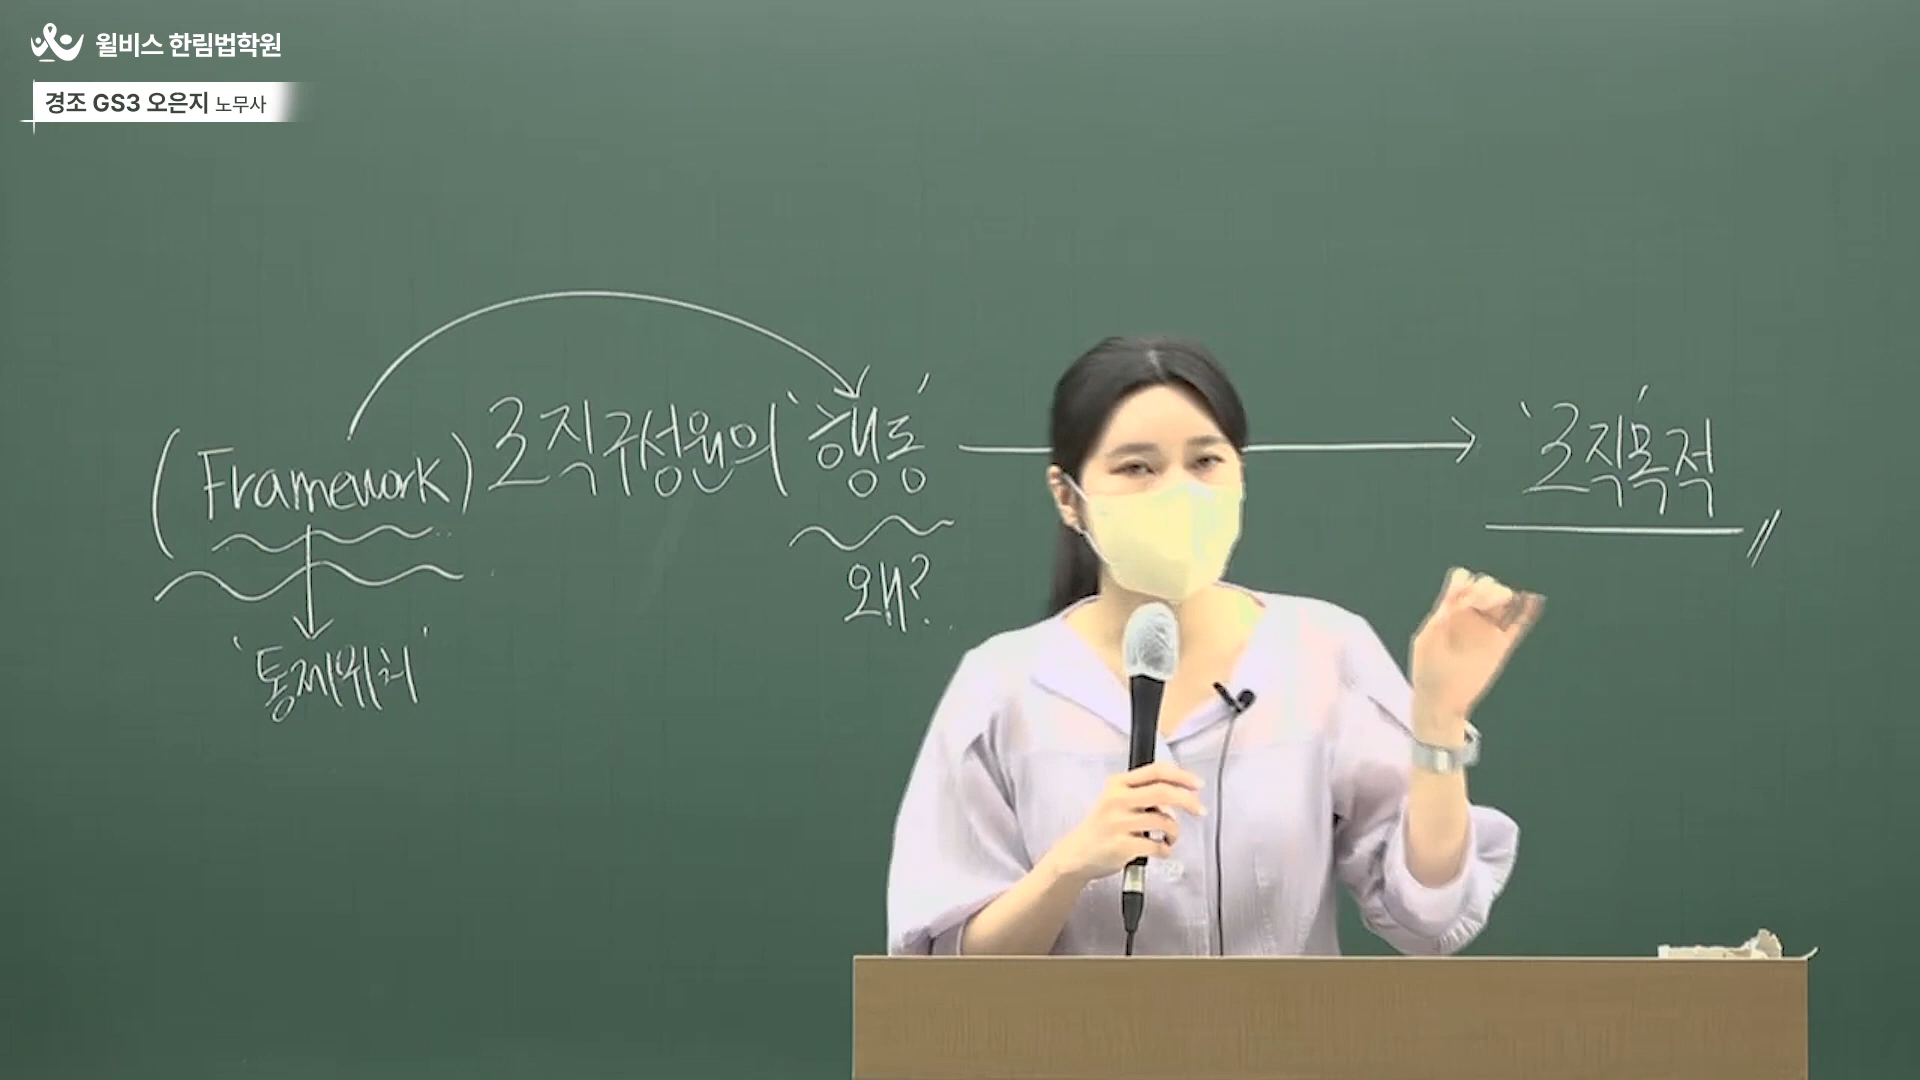 윌비스 한림법학원
경조 GS3 오은지 노무사
(Framework) 조직구성원의 '행동' → '조직목적'
왜?
'통제위치'